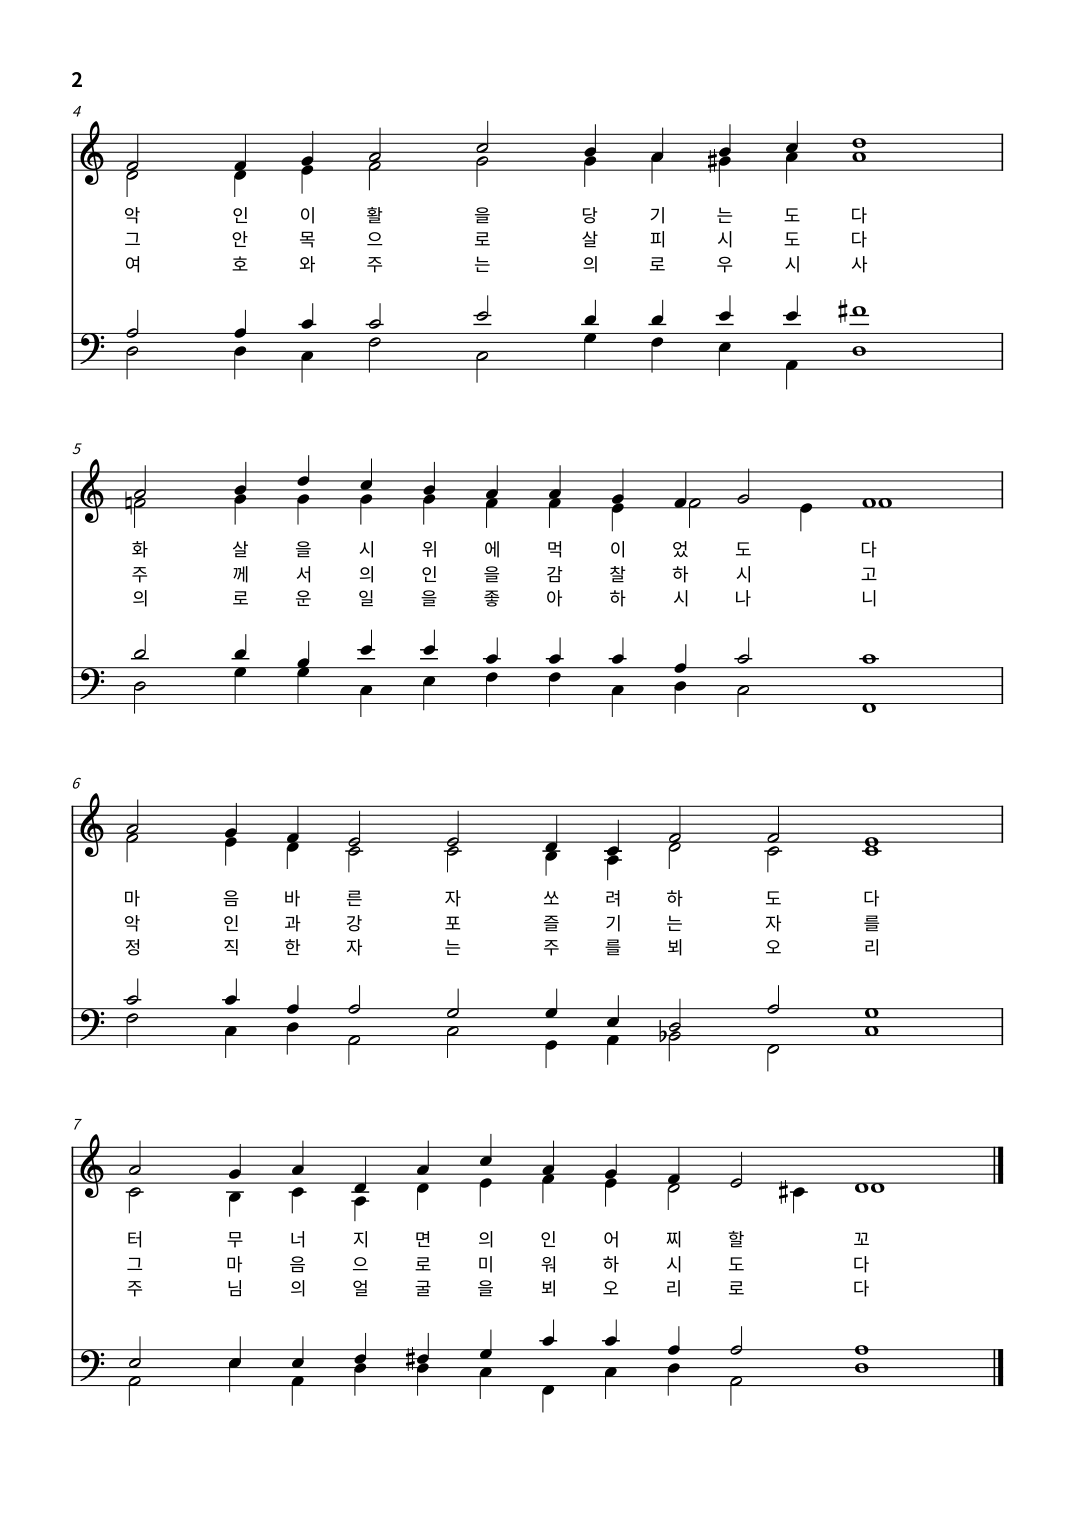 2
4
악 인 이 활 을 당 기 는 도 다
그 안 목 으 로 살 피 시 도 다
여 호 와 주 는 의 로 우 시 사
5
화 살 을 시 위 에 먹 이 었 도 다
주 께 서 의 인 을 감 찰 하 시 고
의 로 운 일 을 좋 아 하 시 나 니
6
마 음 바 른 자 쏘 려 하 도 다
악 인 과 강 포 즐 기 는 자 를
정 직 한 자 는 주 를 뵈 오 리
7
터 무 너 지 면 의 인 어 찌 할 꼬
그 마 음 으 로 미 워 하 시 도 다
주 님 의 얼 굴 을 뵈 오 리 로 다